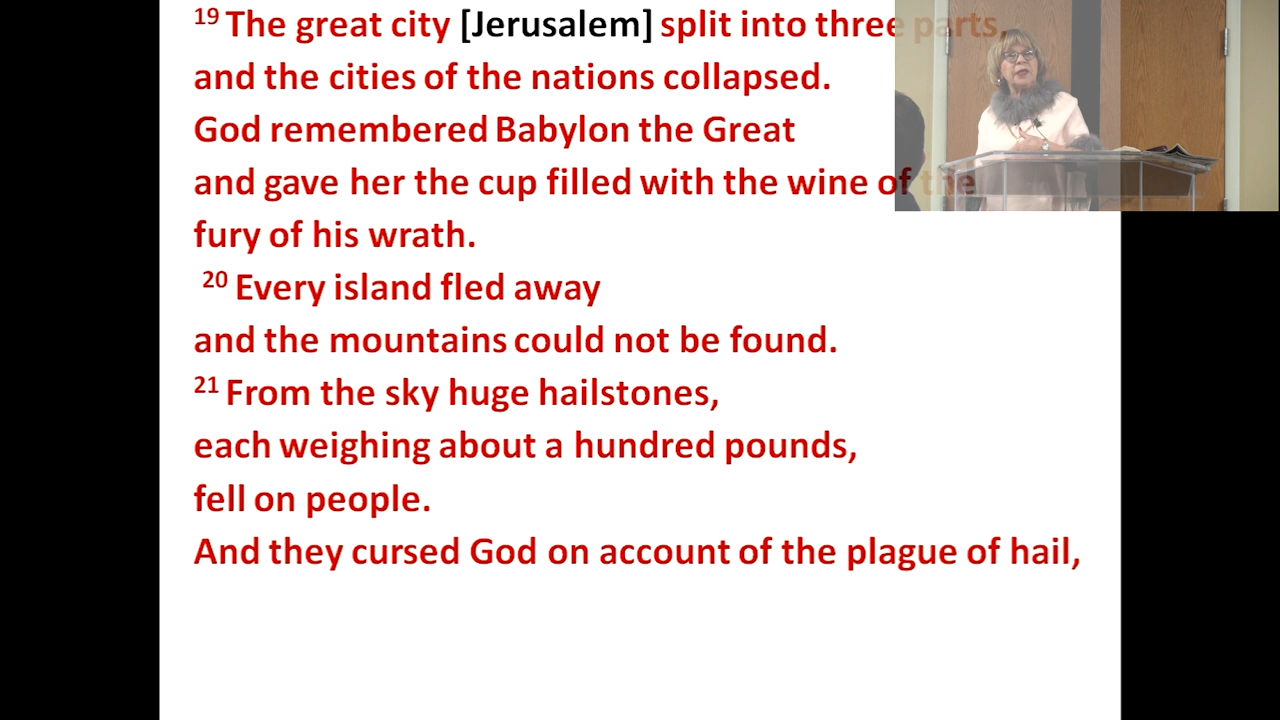 19 The great city [Jerusalem] split into three parts,
and the cities of the nations collapsed.
God remembered Babylon the Great
and gave her the cup filled with the wine of the
fury of his wrath.
20 Every island fled away
and the mountains could not be found.
21 From the sky huge hailstones,
each weighing about a hundred pounds,
fell on people.
And they cursed God on account of the plague of hail,